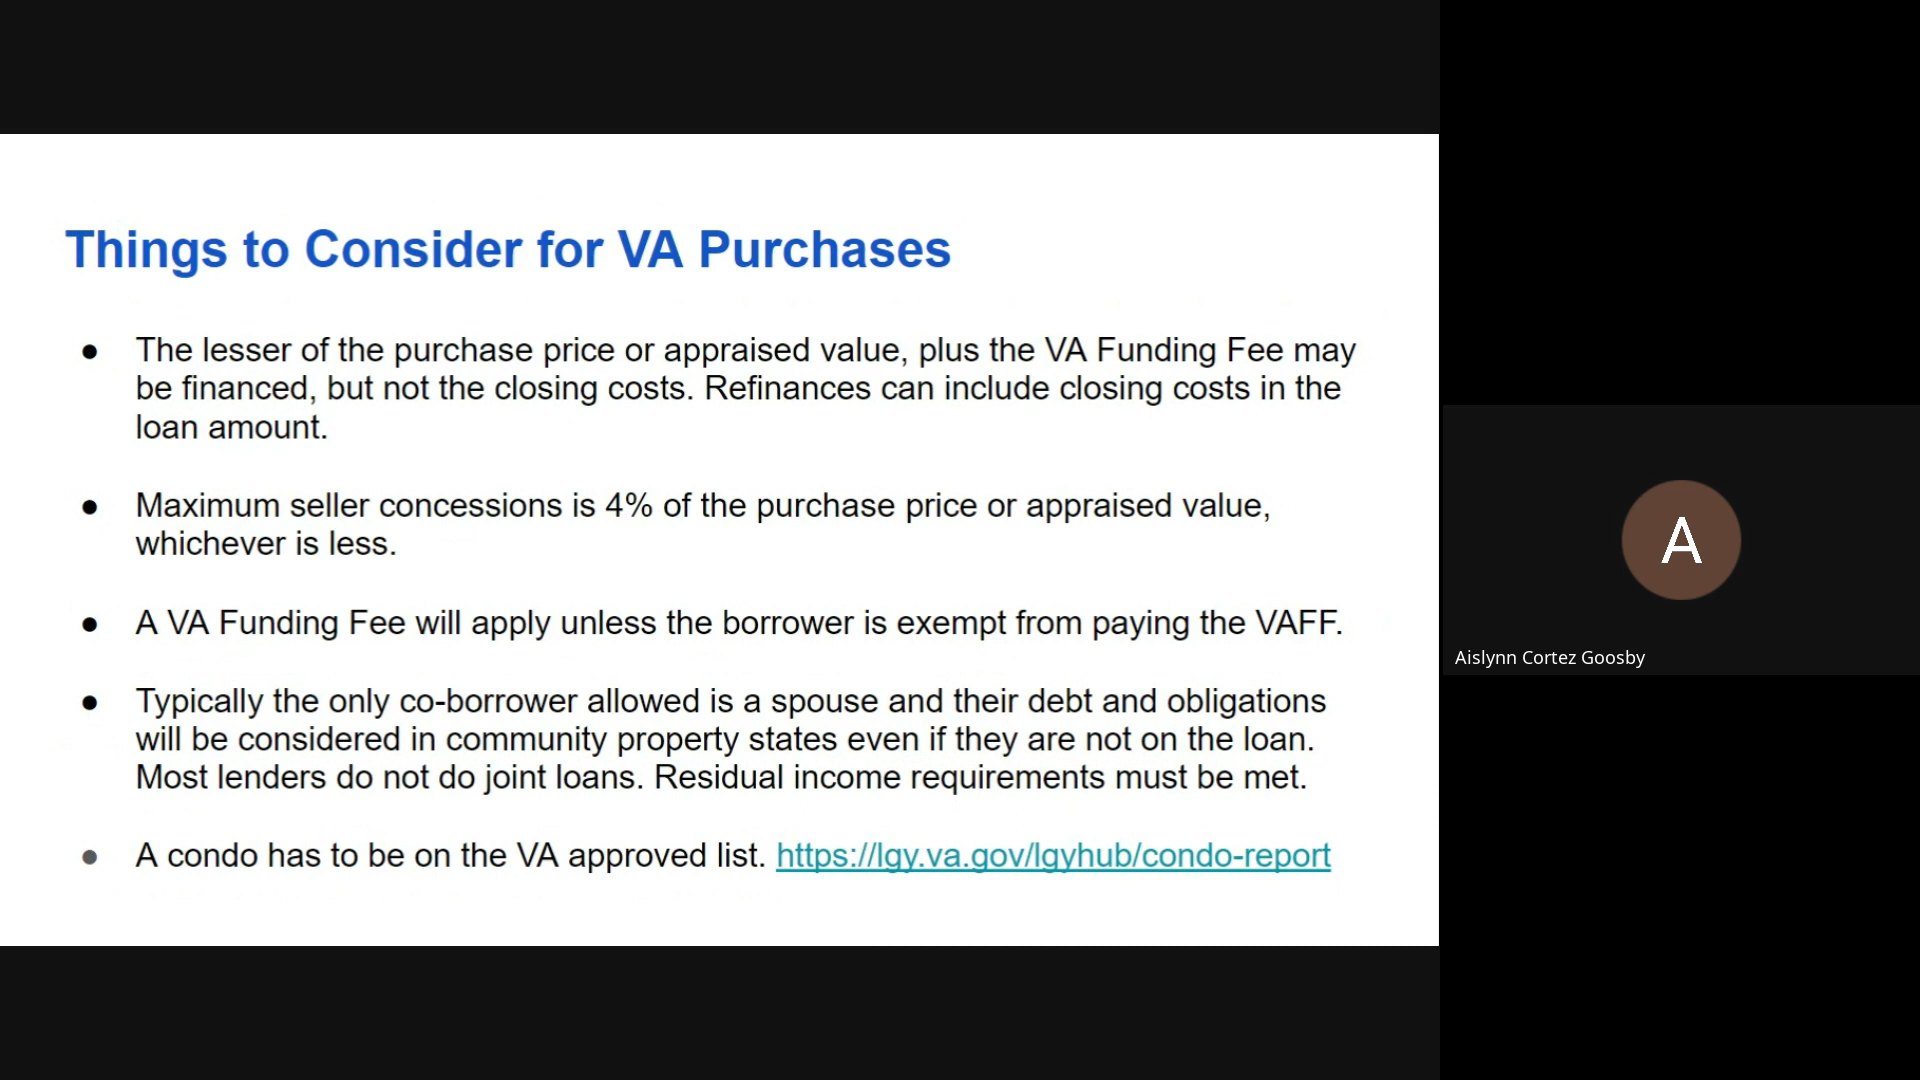 Things to Consider for VA Purchases
● The lesser of the purchase price or appraised value, plus the VA Funding Fee may
be financed, but not the closing costs. Refinances can include closing costs in the
loan amount.
● Maximum seller concessions is 4% of the purchase price or appraised value,
whichever is less.
● A VA Funding Fee will apply unless the borrower is exempt from paying the VAFF.
● Typically the only co-borrower allowed is a spouse and their debt and obligations
will be considered in community property states even if they are not on the loan.
Most lenders do not do joint loans. Residual income requirements must be met.
● A condo has to be on the VA approved list. https://lgy.va.gov/lgyhub/condo-report
A
Aislynn Cortez Goosby